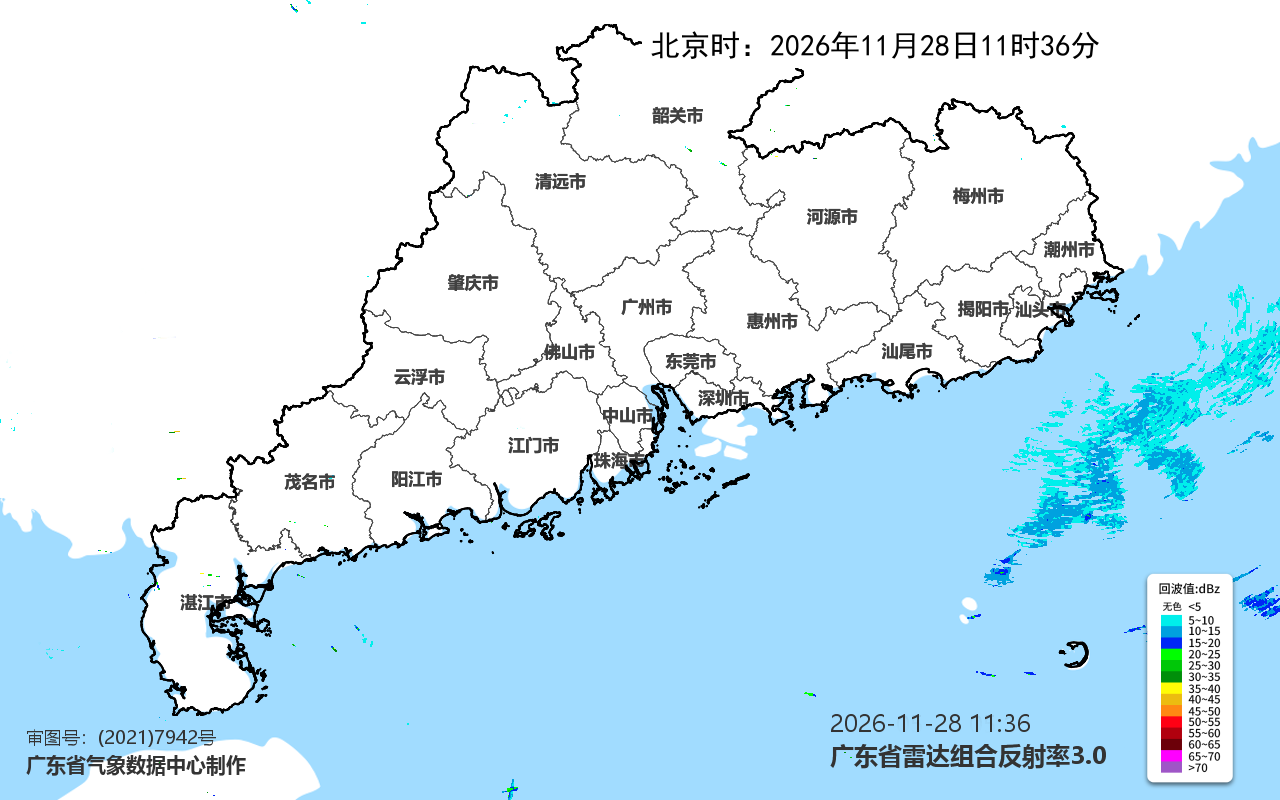 北京时：2026年11月28日11时36分
韶关市
清远市
梅州市
河源市
潮州市
肇庆市
广州市
惠州市
揭阳市
汕头市
佛山市
东莞市
汕尾市
云浮市
深圳市
中山市
江门市
珠海市
茂名市
阳江市
湛江市
回波值:dBz
无色 <5
5~10
10~15
15~20
20~25
25~30
30~35
35~40
40~45
45~50
50~55
55~60
60~65
65~70
>70
2026-11-28 11:36
广东省雷达组合反射率3.0
审图号：(2021)7942号
广东省气象数据中心制作